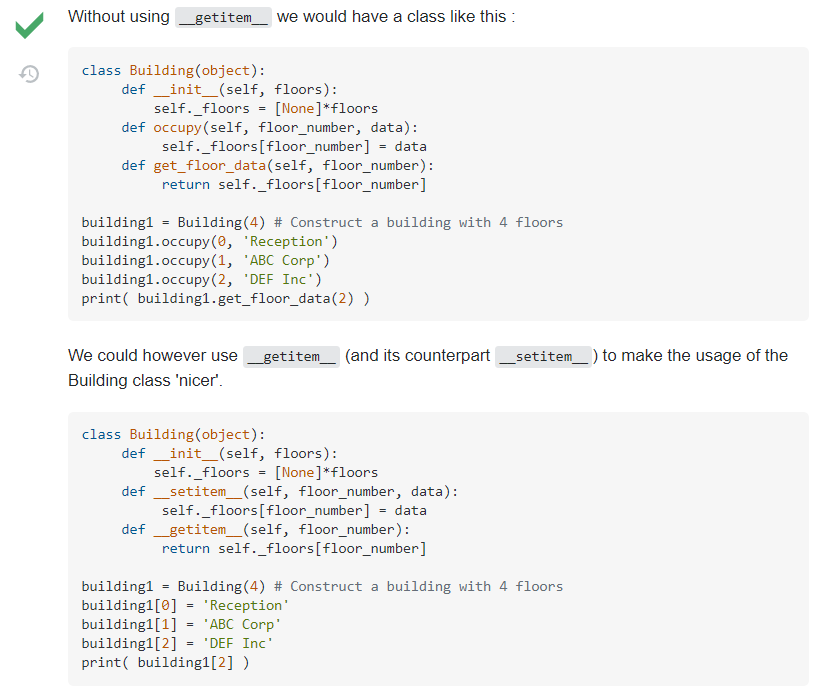 Without using __getitem__ we would have a class like this :
class Building(object):
     def __init__(self, floors):
         self._floors = [None]*floors
     def occupy(self, floor_number, data):
          self._floors[floor_number] = data
     def get_floor_data(self, floor_number):
          return self._floors[floor_number]

building1 = Building(4) # Construct a building with 4 floors
building1.occupy(0, 'Reception')
building1.occupy(1, 'ABC Corp')
building1.occupy(2, 'DEF Inc')
print( building1.get_floor_data(2) )
We could however use __getitem__ (and its counterpart __setitem__) to make the usage of the
Building class 'nicer'.
class Building(object):
     def __init__(self, floors):
         self._floors = [None]*floors
     def __setitem__(self, floor_number, data):
          self._floors[floor_number] = data
     def __getitem__(self, floor_number):
          return self._floors[floor_number]

building1 = Building(4) # Construct a building with 4 floors
building1[0] = 'Reception'
building1[1] = 'ABC Corp'
building1[2] = 'DEF Inc'
print( building1[2] )